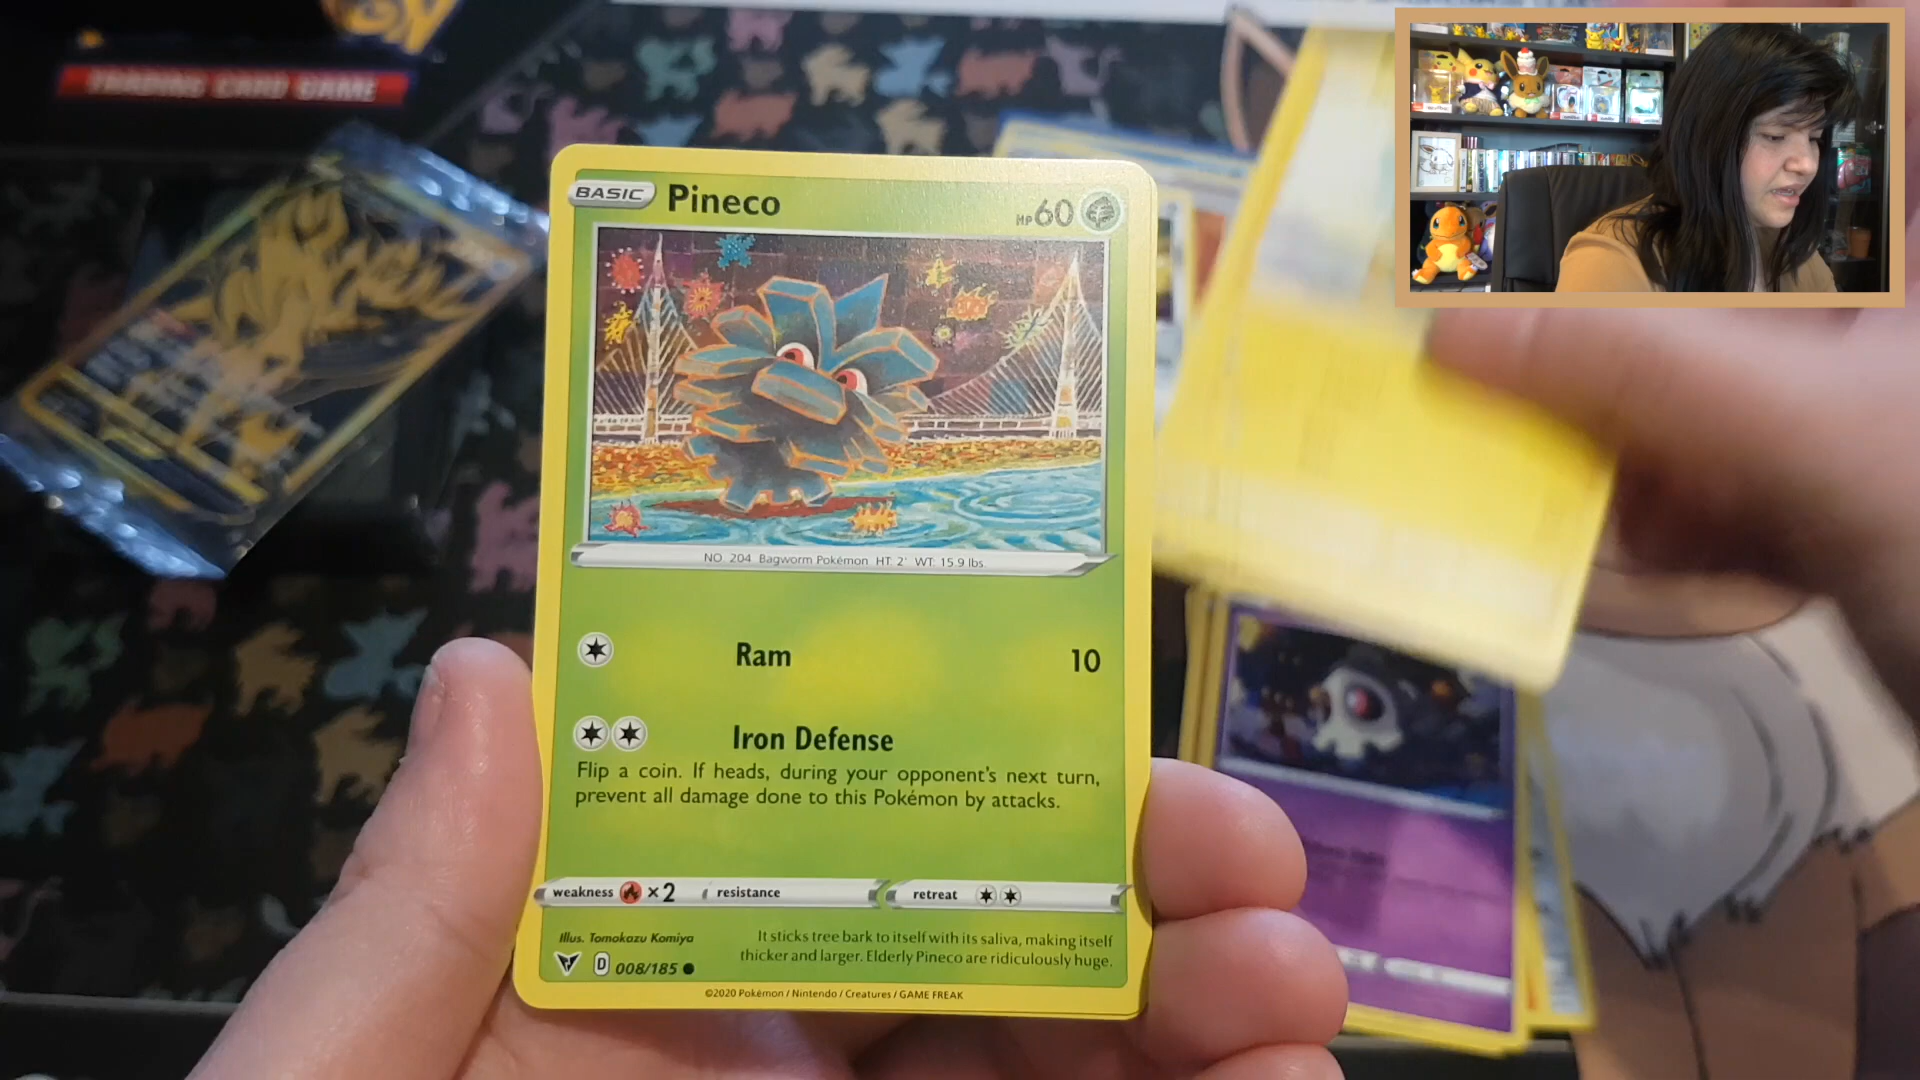 TRADING CARD GAME
BASIC Pineco HP60
NO. 204 Bagworm Pokémon HT: 2' WT: 15.9 lbs.
Ram 10
Iron Defense
Flip a coin. If heads, during your opponent's next turn,
prevent all damage done to this Pokémon by attacks.
weakness ×2 resistance retreat
Illus. Tomokazu Komiya
It sticks tree bark to itself with its saliva, making itself
thicker and larger. Elderly Pineco are ridiculously huge.
D 008/185
©2020 Pokémon / Nintendo / Creatures / GAME FREAK